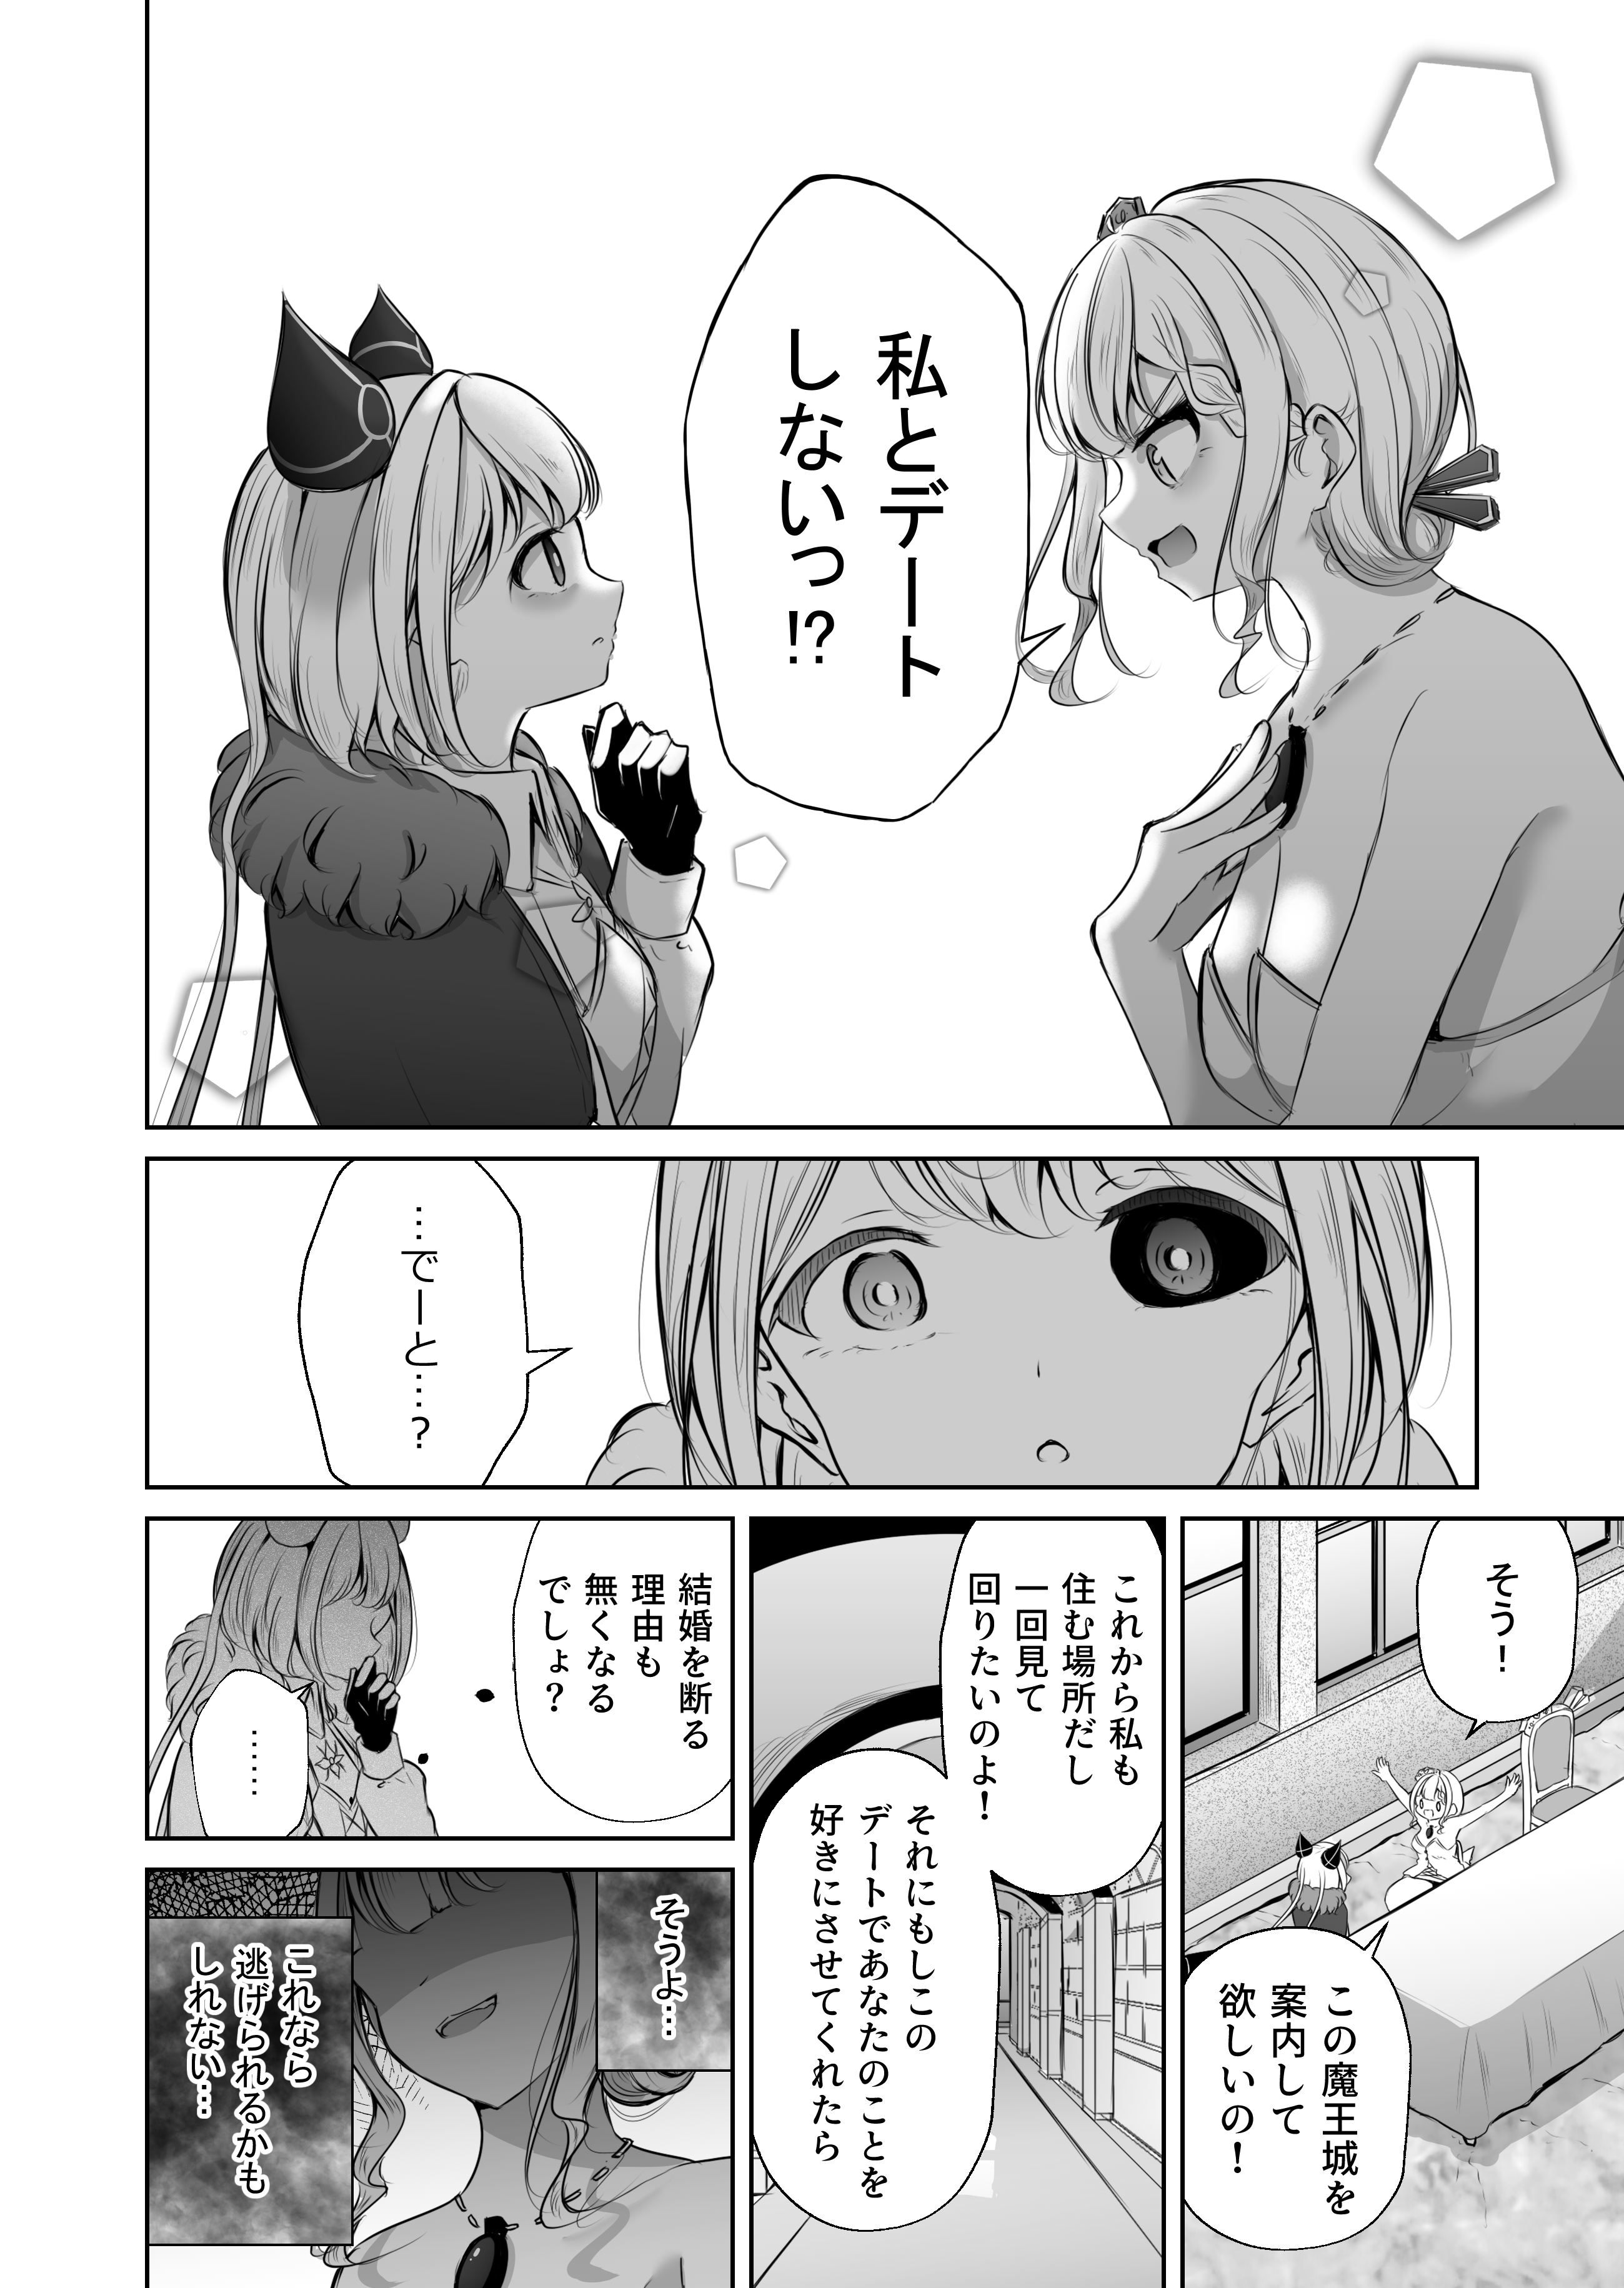 私とデート
しないっ!?
…でーと…?
そう!
この魔王城を
案内して
欲しいの!
これから私も
住む場所だし
一回見て
回りたいのよ!
それにもしこの
デートであなたのことを
好きにさせてくれたら
結婚を断る
理由も
無くなる
でしょ?
……
そうよ…
これなら
逃げられるかも
しれない…